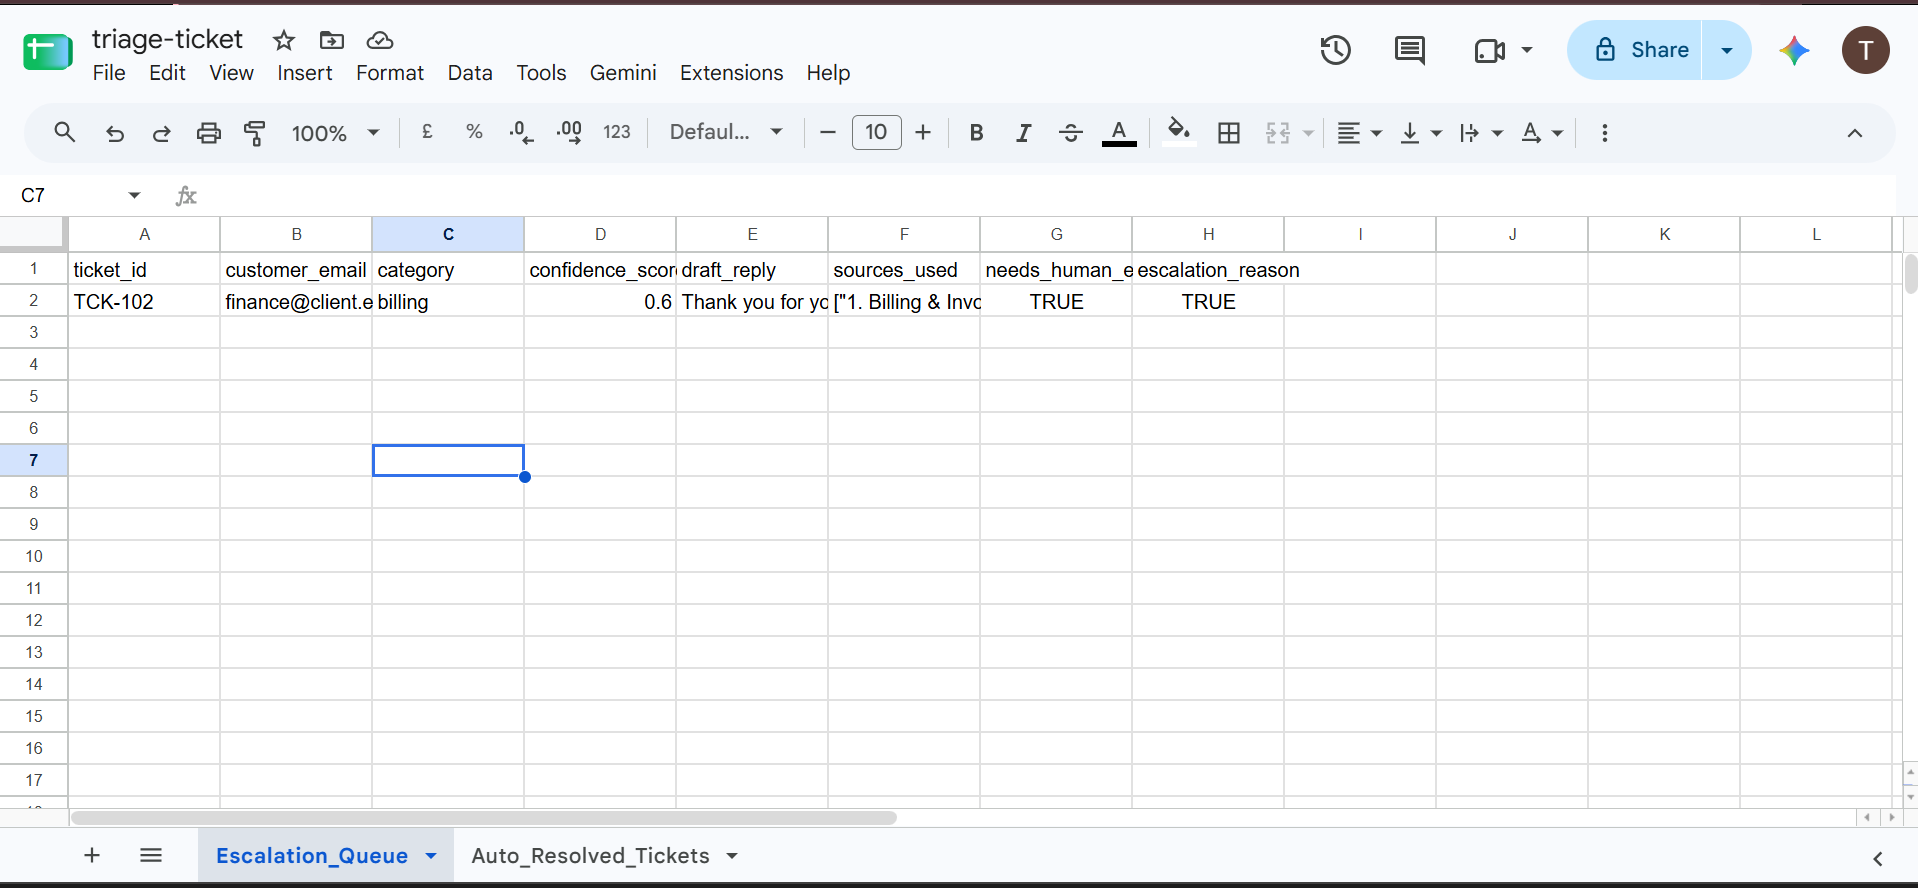 triage-ticket
File Edit View Insert Format Data Tools Gemini Extensions Help
Share
T
100% £ % .0 .00 123 Defaul... 10 B I A A
C7 fx
A B C D E F G H I J K L
1 ticket_id customer_email category confidence_scor draft_reply sources_used needs_human_e escalation_reason
2 TCK-102 finance@client.e billing 0.6 Thank you for yo ["1. Billing & Invo TRUE TRUE
3
4
5
6
7
8
9
10
11
12
13
14
15
16
17
Escalation_Queue Auto_Resolved_Tickets